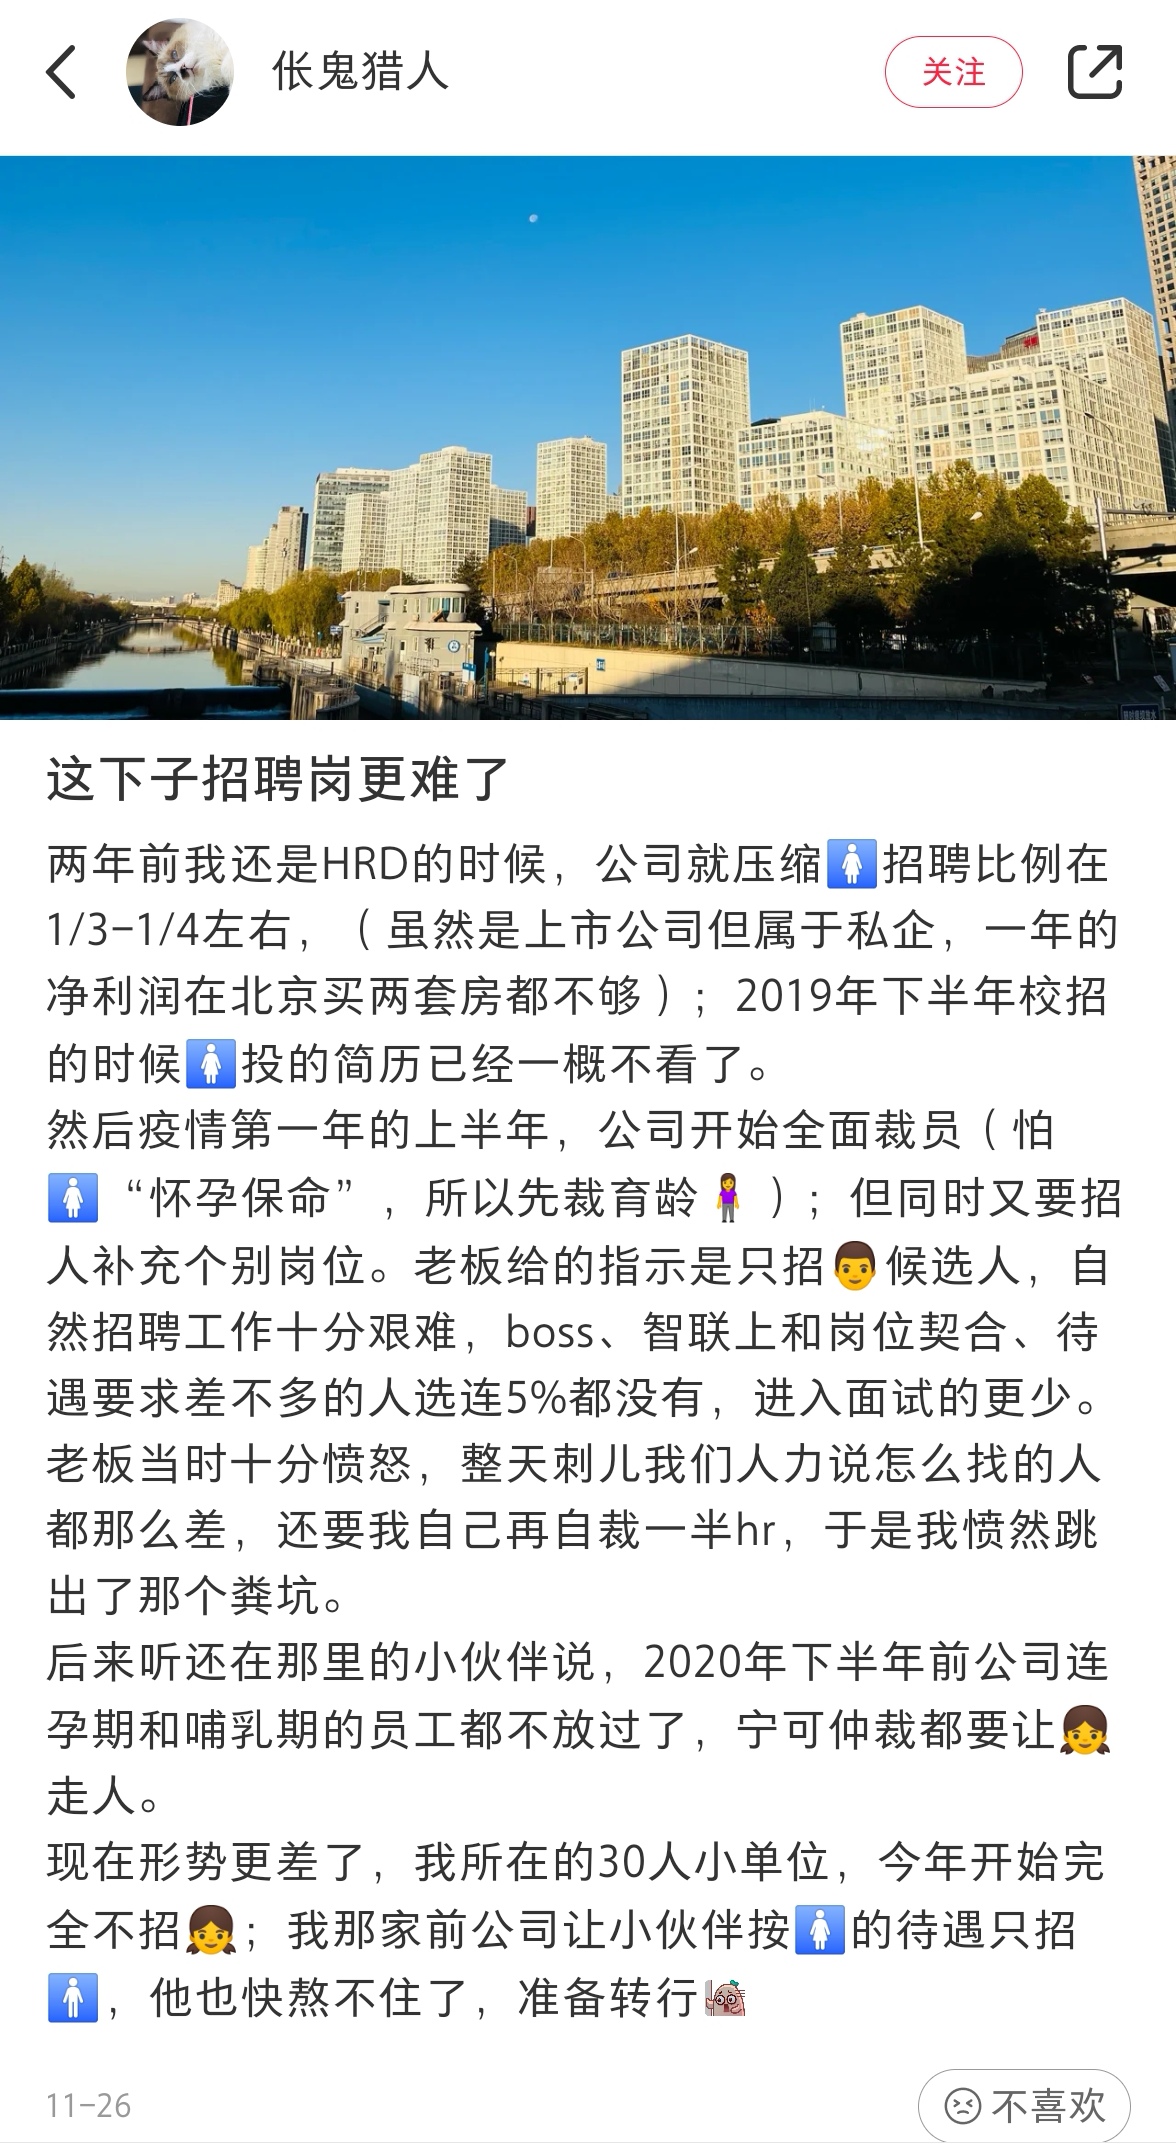 伥鬼猎人
关注
这下子招聘岗更难了
两年前我还是HRD的时候，公司就压缩🚺招聘比例在
1/3-1/4左右，（虽然是上市公司但属于私企，一年的
净利润在北京买两套房都不够）；2019年下半年校招
的时候🚺投的简历已经一概不看了。
然后疫情第一年的上半年，公司开始全面裁员（怕
🚺“怀孕保命”，所以先裁育龄🧍‍♀️）；但同时又要招
人补充个别岗位。老板给的指示是只招👨候选人，自
然招聘工作十分艰难，boss、智联上和岗位契合、待
遇要求差不多的人选连5%都没有，进入面试的更少。
老板当时十分愤怒，整天刺儿我们人力说怎么找的人
都那么差，还要我自己再自裁一半hr，于是我愤然跳
出了那个粪坑。
后来听还在那里的小伙伴说，2020年下半年前公司连
孕期和哺乳期的员工都不放过了，宁可仲裁都要让👧
走人。
现在形势更差了，我所在的30人小单位，今年开始完
全不招👧；我那家前公司让小伙伴按🚺的待遇只招
🚹，他也快熬不住了，准备转行
11-26
不喜欢